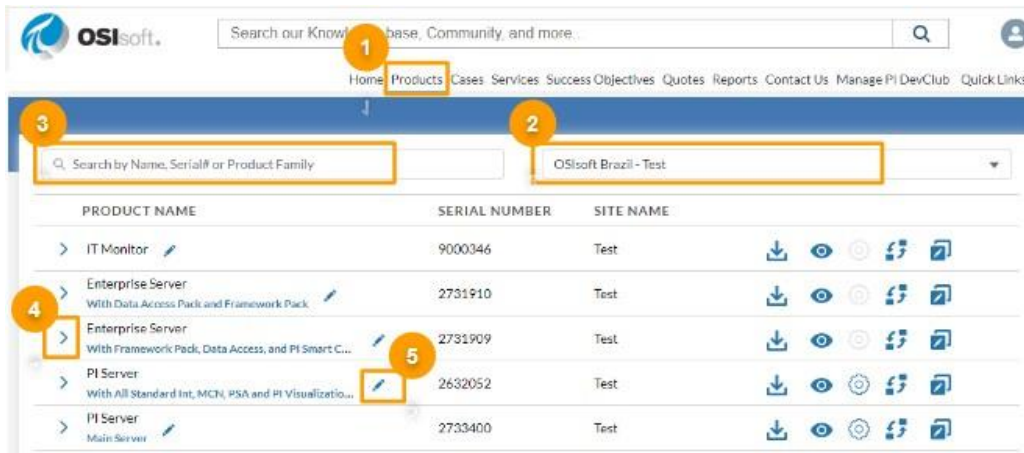 OSIsoft.
Search our Knowl base, Community, and more..
1
Home Products Cases Services Success Objectives Quotes Reports Contact Us Manage PI DevClub Quick Links
3
2
Search by Name, Serial# or Product Family
OSIsoft Brazil - Test
PRODUCT NAME SERIAL NUMBER SITE NAME
IT Monitor 9000346 Test
Enterprise Server
With Data Access Pack and Framework Pack 2731910 Test
4
Enterprise Server
With Framework Pack, Data Access, and PI Smart C... 2731909 Test
5
PI Server
With All Standard Int, MCN, PSA and PI Visualizatio... 2632052 Test
PI Server
Main Server 2733400 Test